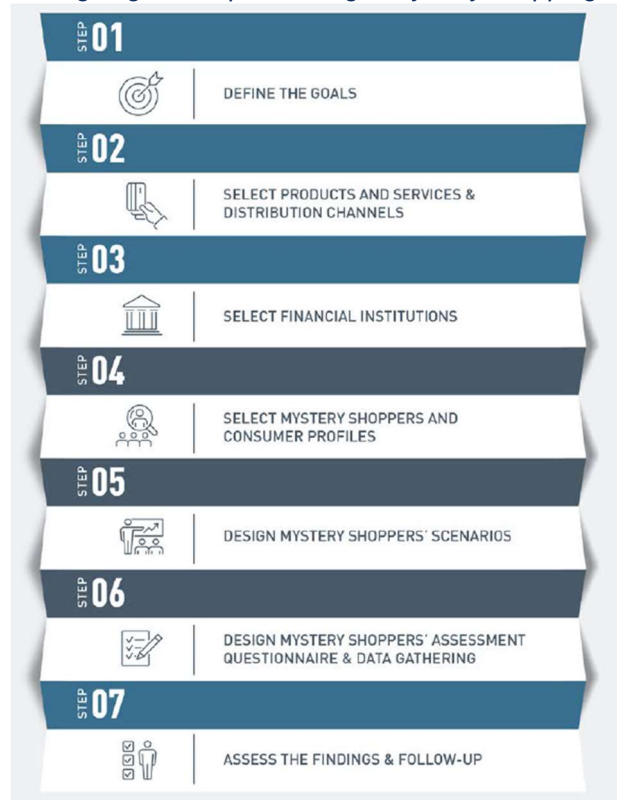 STEP 01
DEFINE THE GOALS
STEP 02
SELECT PRODUCTS AND SERVICES &
DISTRIBUTION CHANNELS
STEP 03
SELECT FINANCIAL INSTITUTIONS
STEP 04
SELECT MYSTERY SHOPPERS AND
CONSUMER PROFILES
STEP 05
DESIGN MYSTERY SHOPPERS' SCENARIOS
STEP 06
DESIGN MYSTERY SHOPPERS' ASSESSMENT
QUESTIONNAIRE & DATA GATHERING
STEP 07
ASSESS THE FINDINGS & FOLLOW-UP